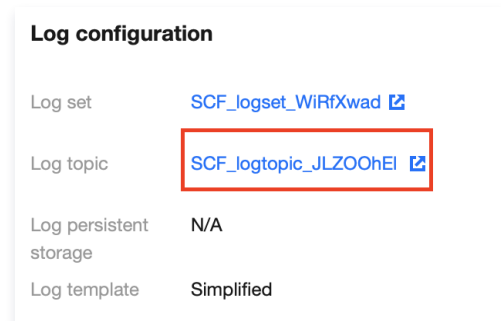 Log configuration
Log set SCF_logset_WiRfXwad
Log topic SCF_logtopic_JLZOOhEl
Log persistent N/A
storage
Log template Simplified